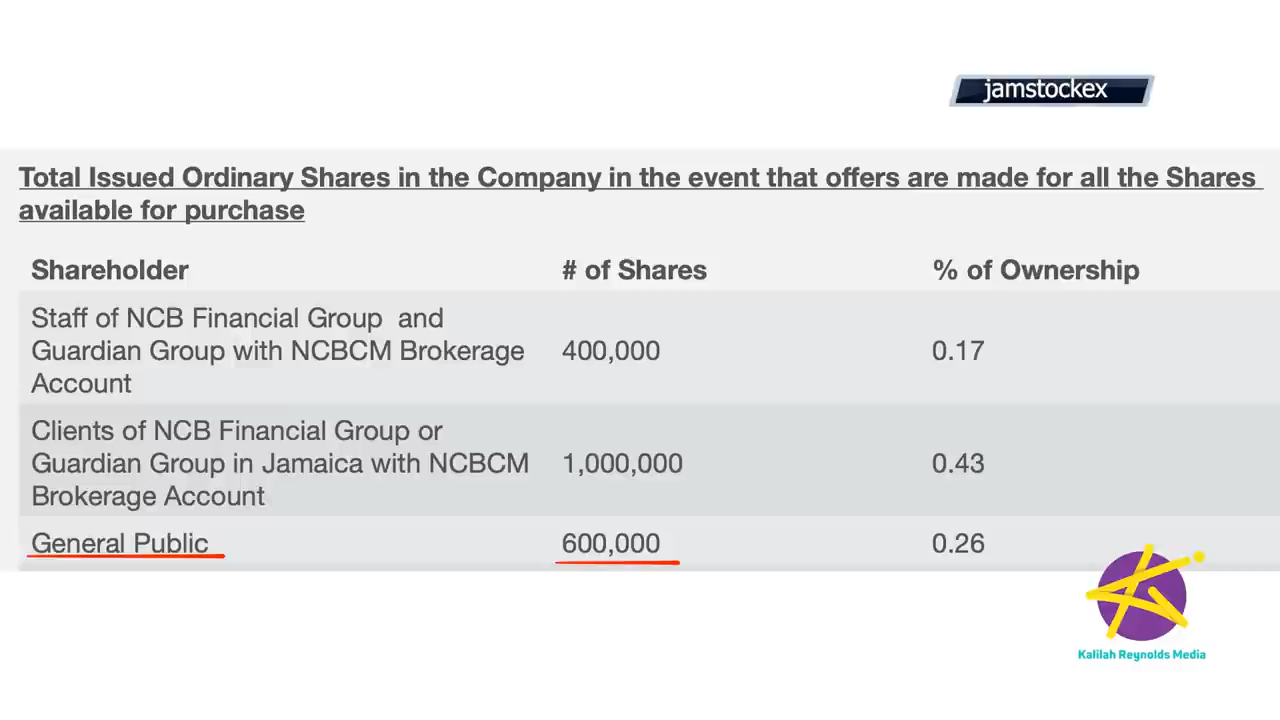 jamstockex
Total Issued Ordinary Shares in the Company in the event that offers are made for all the Shares
available for purchase
Shareholder # of Shares % of Ownership
Staff of NCB Financial Group and
Guardian Group with NCBCM Brokerage 400,000 0.17
Account
Clients of NCB Financial Group or
Guardian Group in Jamaica with NCBCM 1,000,000 0.43
Brokerage Account
General Public 600,000 0.26
Kalilah Reynolds Media